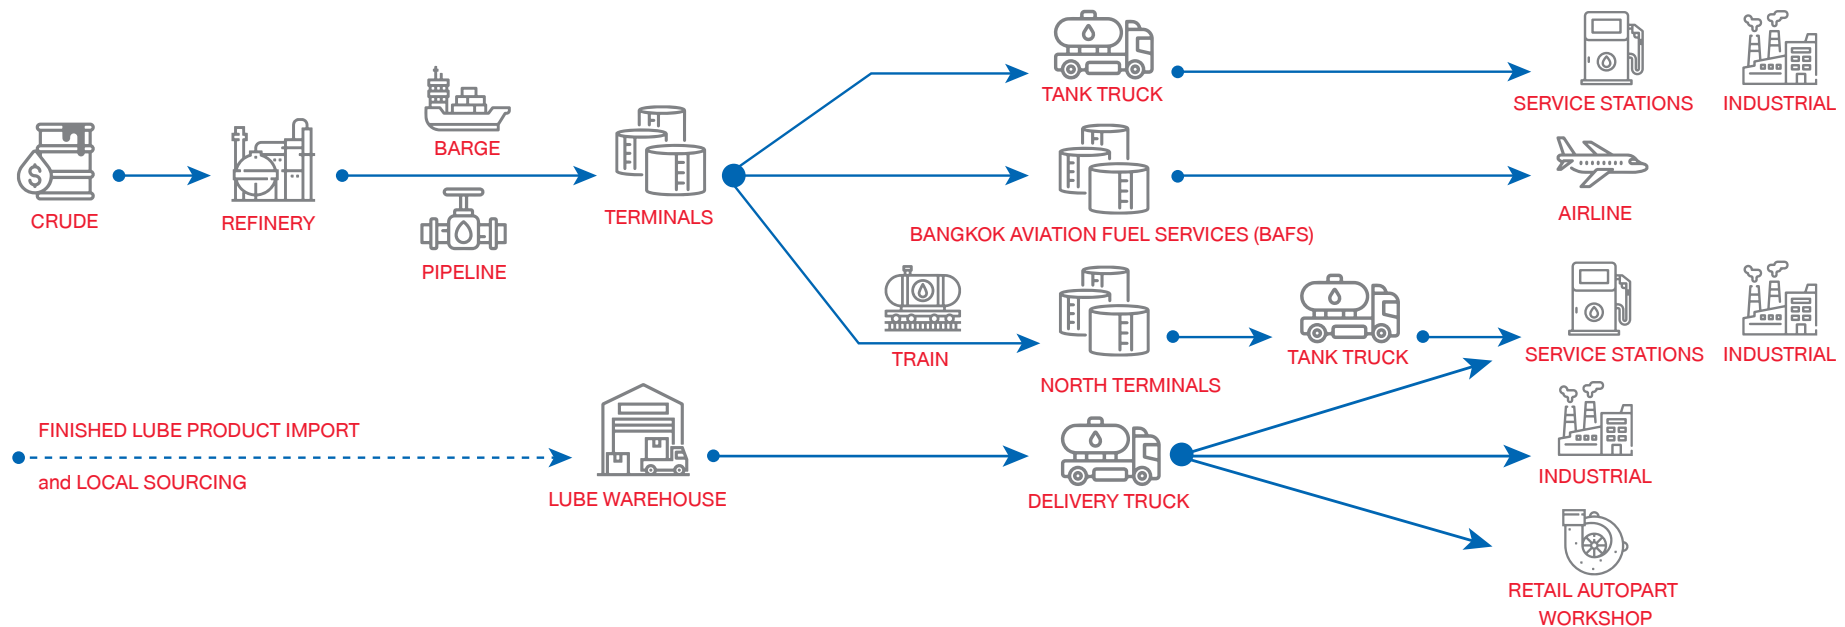 TANK TRUCK
SERVICE STATIONS
INDUSTRIAL
BARGE
CRUDE
REFINERY
TERMINALS
AIRLINE
BANGKOK AVIATION FUEL SERVICES (BAFS)
PIPELINE
TRAIN
TANK TRUCK
SERVICE STATIONS
INDUSTRIAL
NORTH TERMINALS
FINISHED LUBE PRODUCT IMPORT
and LOCAL SOURCING
LUBE WAREHOUSE
DELIVERY TRUCK
INDUSTRIAL
RETAIL AUTOPART
WORKSHOP